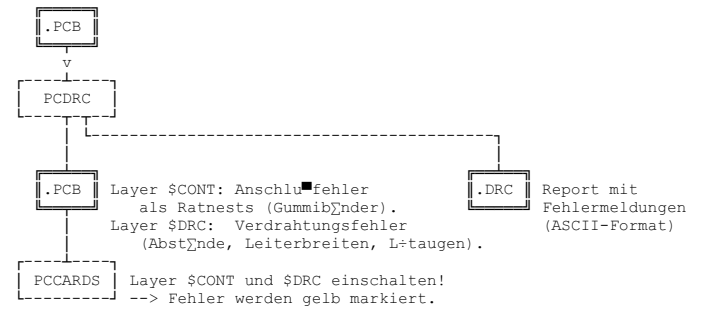 .PCB
v
PCDRC
.PCB Layer $CONT: Anschlu▀fehler .DRC Report mit
als Ratnests (Gummib∑nder). Fehlermeldungen
Layer $DRC: Verdrahtungsfehler (ASCII-Format)
(Abst∑nde, Leiterbreiten, L÷taugen).
PCCARDS Layer $CONT und $DRC einschalten!
--> Fehler werden gelb markiert.